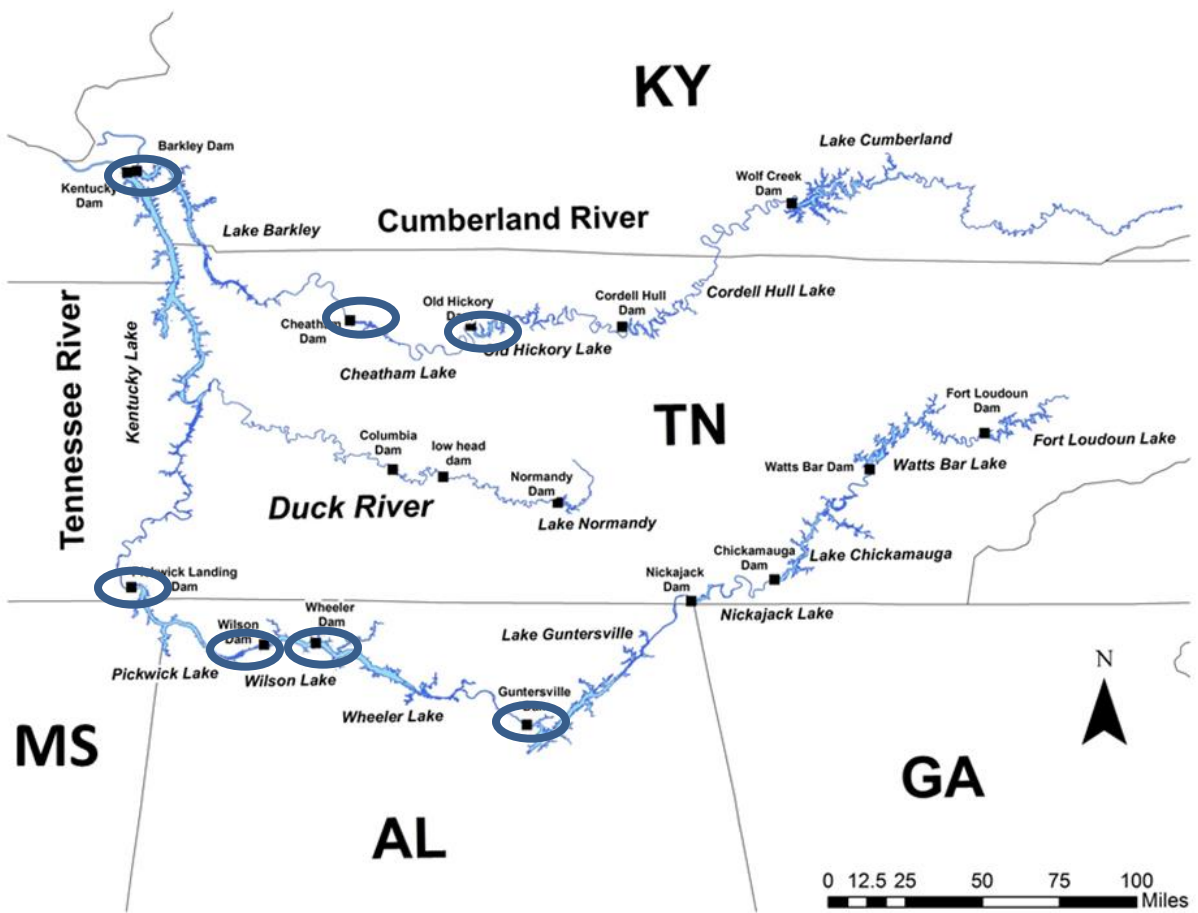 KY
Barkley Dam
Lake Cumberland
Kentucky
Dam
Wolf Creek
Dam
Cumberland River
Lake Barkley
Cordell Hull Lake
Old Hickory
Dam
Cordell Hull
Dam
Cheatham
Dam
Old Hickory Lake
Cheatham Lake
Tennessee River
Kentucky Lake
TN
Fort Loudoun
Dam
Fort Loudoun Lake
Columbia
Dam
low head
dam
Watts Bar Dam
Watts Bar Lake
Normandy
Dam
Duck River
Lake Normandy
Chickamauga
Dam
Lake Chickamauga
Pickwick Landing
Dam
Nickajack
Dam
Nickajack Lake
Wheeler
Dam
Wilson
Dam
Lake Guntersville
Pickwick Lake
Wilson Lake
Guntersville
Wheeler Lake
N
MS
GA
AL
0 12.5 25 50 75 100
Miles